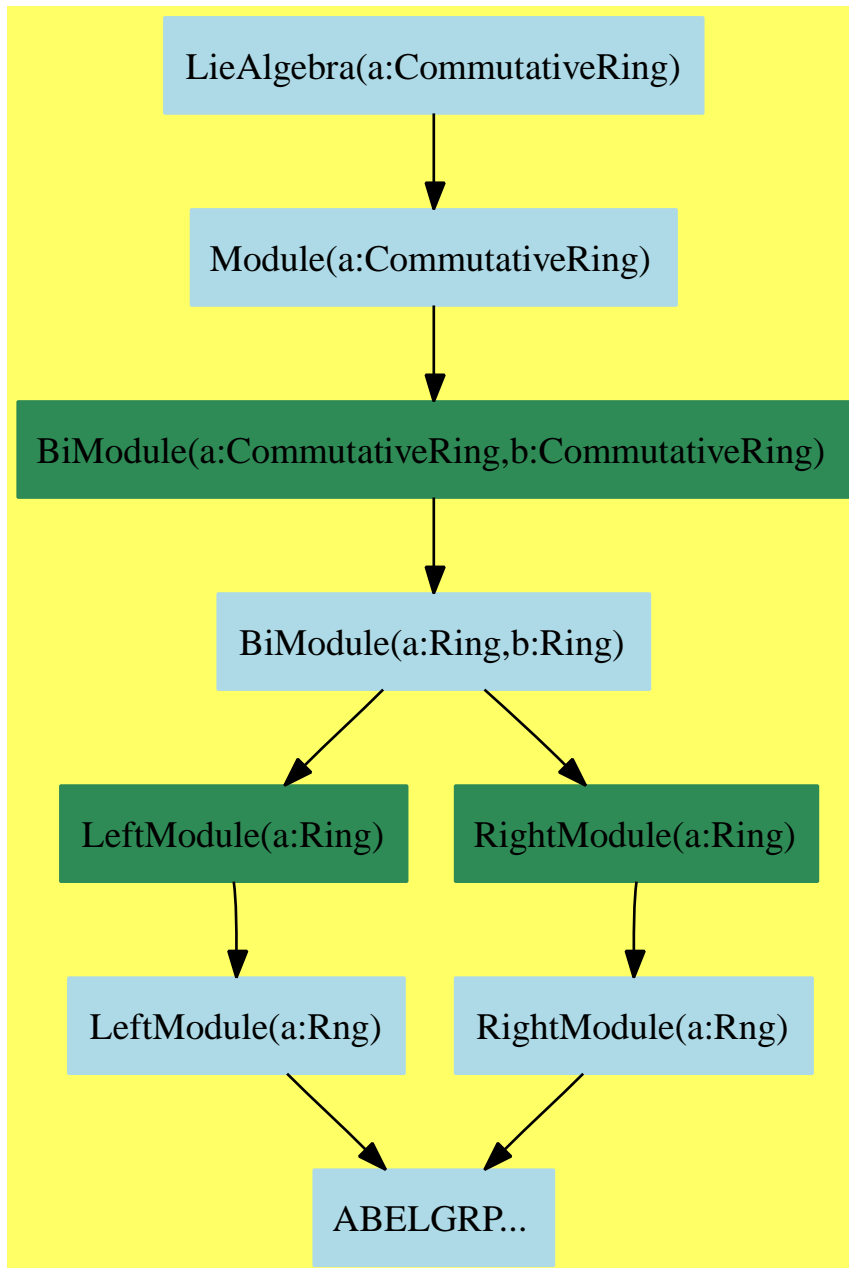 LieAlgebra(a:CommutativeRing)
Module(a:CommutativeRing)
BiModule(a:CommutativeRing,b:CommutativeRing)
BiModule(a:Ring,b:Ring)
LeftModule(a:Ring)
RightModule(a:Ring)
LeftModule(a:Rng)
RightModule(a:Rng)
ABELGRP...